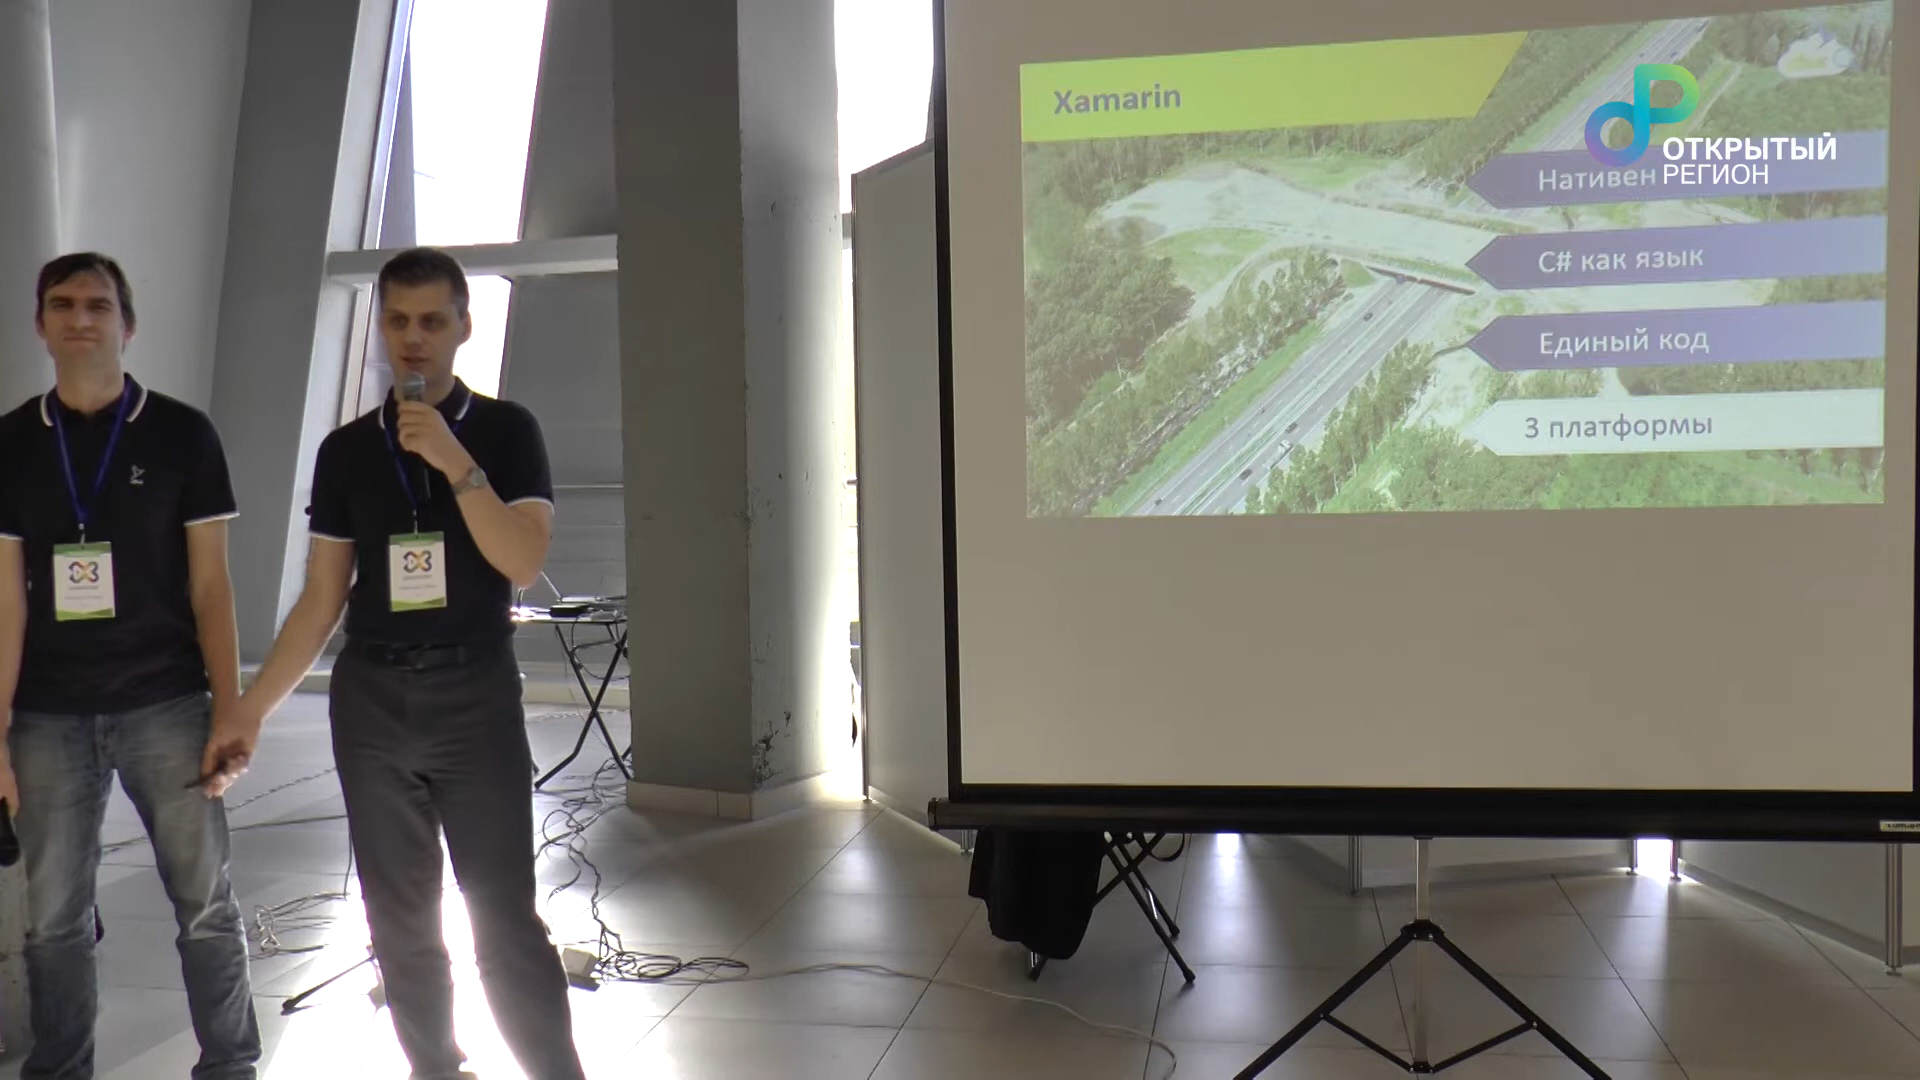 Xamarin
ОТКРЫТЫЙ
РЕГИОН
Нативен
C# как язык
Единый код
3 платформы